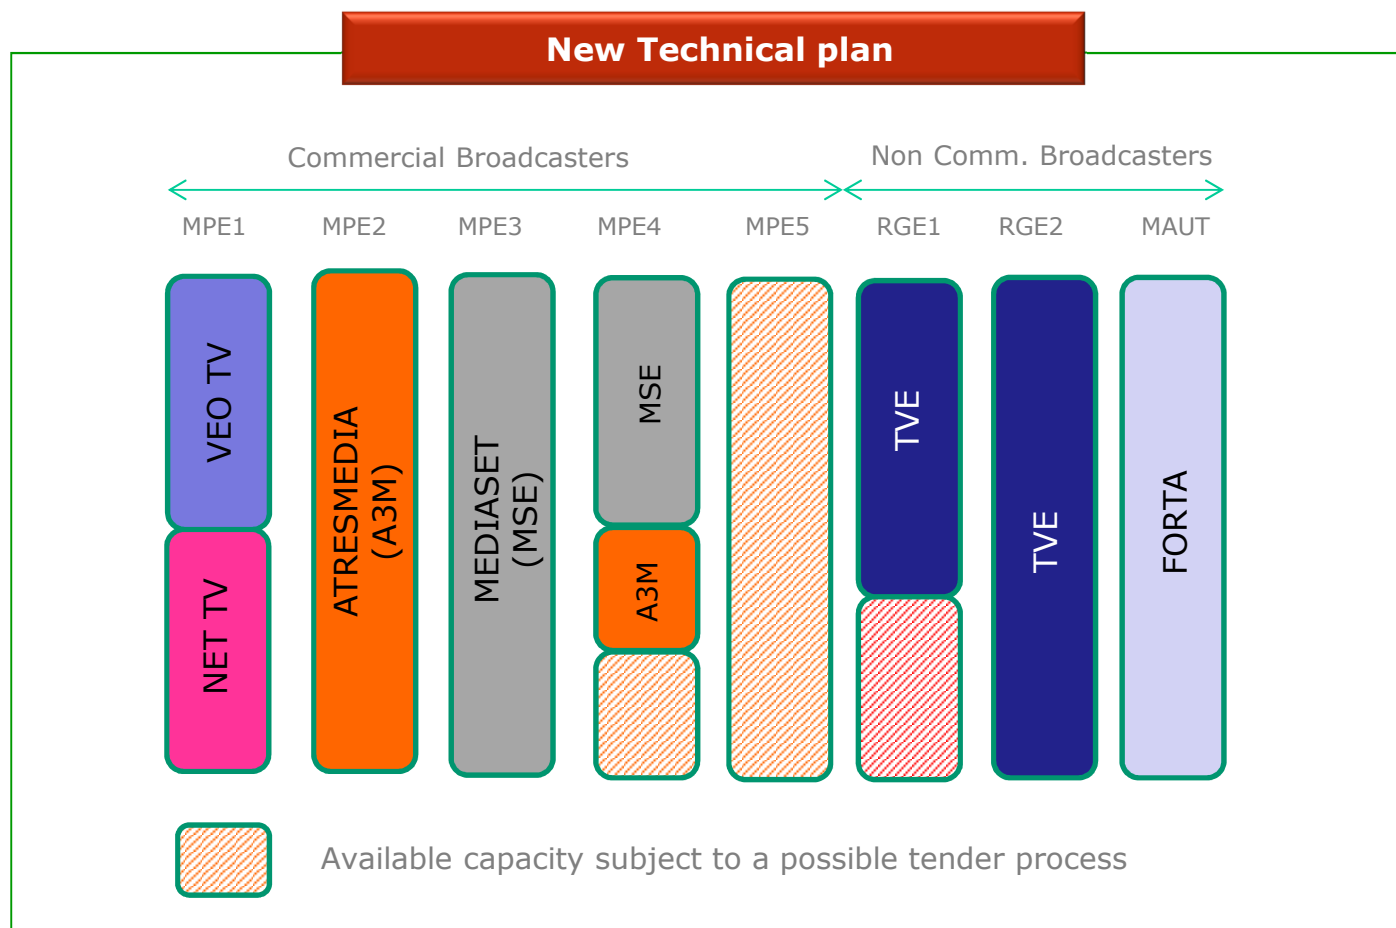 New Technical plan
Commercial Broadcasters
Non Comm. Broadcasters
MPE1
MPE2
MPE3
MPE4
MPE5
RGE1
RGE2
MAUT
VEO TV
NET TV
ATRESMEDIA
(A3M)
MEDIASET
(MSE)
MSE
A3M
TVE
TVE
FORTA
Available capacity subject to a possible tender process